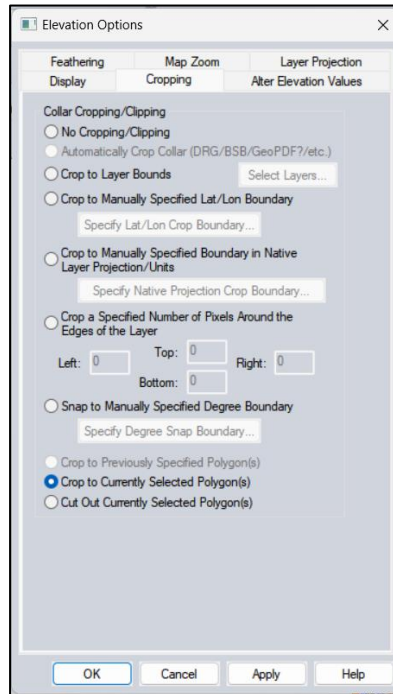 Elevation Options
Feathering Map Zoom Layer Projection
Display Cropping Alter Elevation Values
Collar Cropping/Clipping
No Cropping/Clipping
Automatically Crop Collar (DRG/BSB/GeoPDF?/etc.)
Crop to Layer Bounds Select Layers...
Crop to Manually Specified Lat/Lon Boundary
Specify Lat/Lon Crop Boundary...
Crop to Manually Specified Boundary in Native
Layer Projection/Units
Specify Native Projection Crop Boundary...
Crop a Specified Number of Pixels Around the
Edges of the Layer
Left: 0 Top: 0 Right: 0
Bottom: 0
Snap to Manually Specified Degree Boundary
Specify Degree Snap Boundary...
Crop to Previously Specified Polygon(s)
Crop to Currently Selected Polygon(s)
Cut Out Currently Selected Polygon(s)
OK Cancel Apply Help